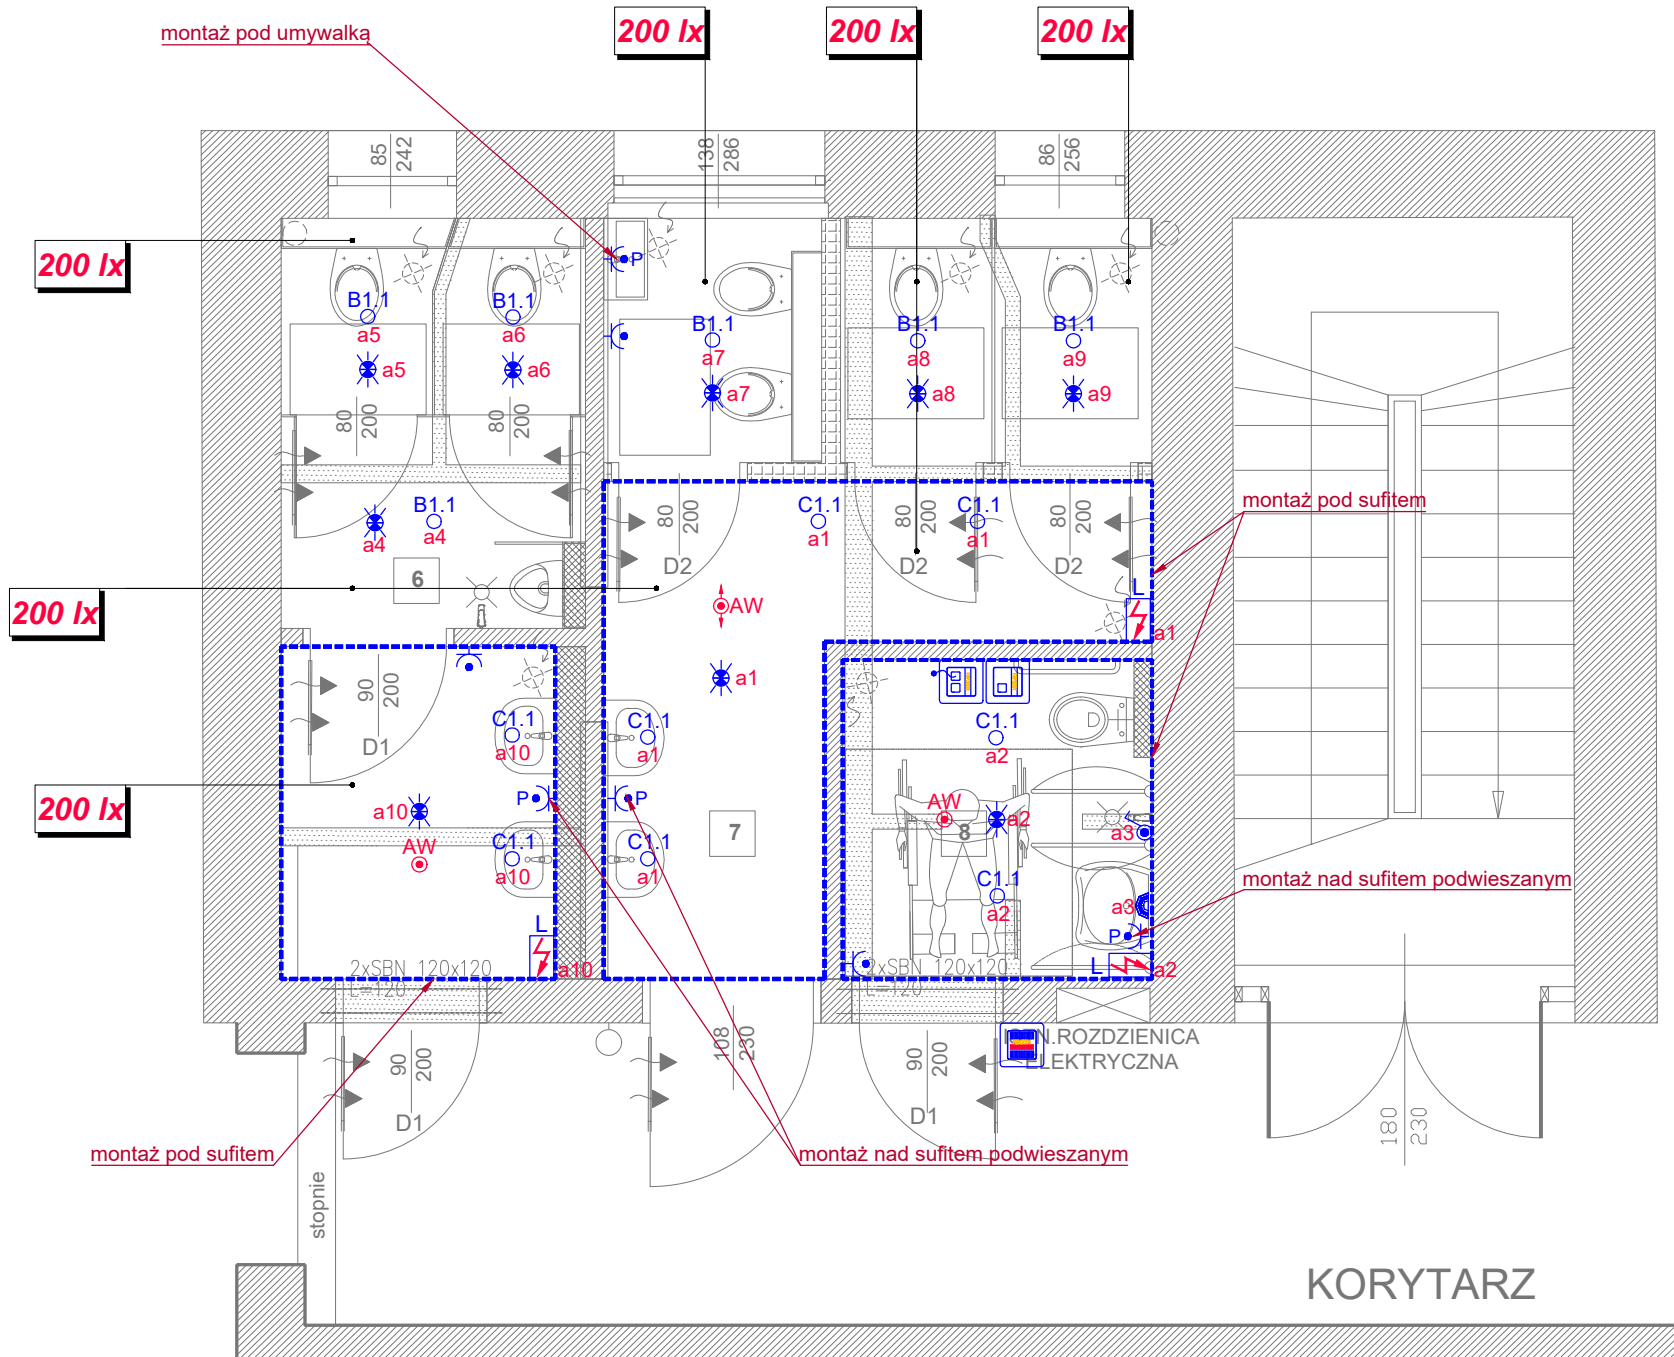 montaż pod umywalką
200 lx
200 lx
200 lx
85
242
138
286
86
256
200 lx
P
B1.1
a5
a5
B1.1
a6
a6
B1.1
a7
a7
B1.1
a8
a8
B1.1
a9
a9
80
200
80
200
80
200
80
200
80
200
D2
D2
montaż pod sufitem
a4
B1.1
a4
C1.1
a1
C1.1
a1
6
200 lx
AW
L
a1
a1
90
200
D1
C1.1
a10
C1.1
a1
C1.1
a2
200 lx
P
P
a10
AW
C1.1
a10
C1.1
a1
7
AW
a2
8
a3
C1.1
a2
a3
montaż nad sufitem podwieszanym
P
L
a10
L
a2
2xSBN 120x120
L=120
2xSBN 120x120
L=120
90
200
D1
108
230
90
200
D1
N.ROZDZIENICA
ELEKTRYCZNA
180
230
montaż pod sufitem
montaż nad sufitem podwieszanym
stopnie
KORYTARZ